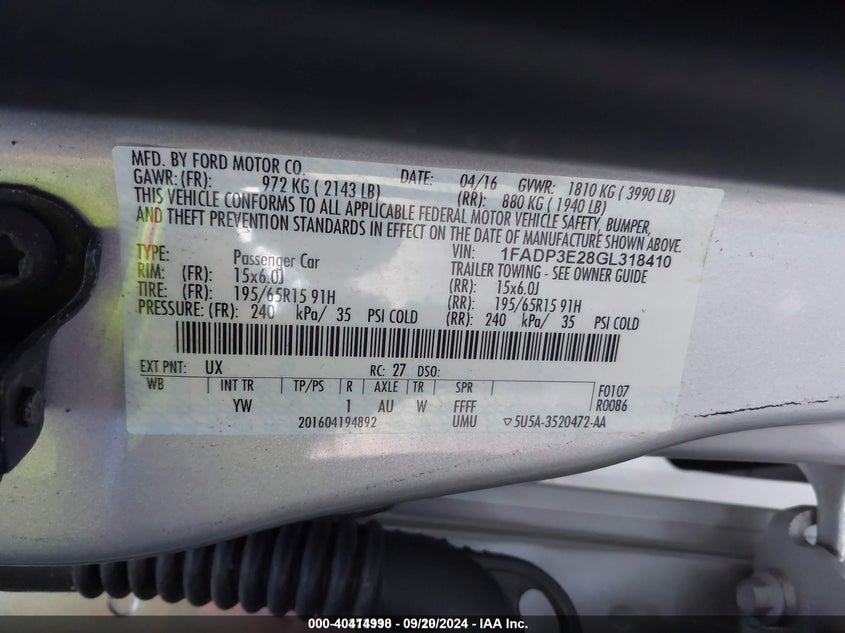 MFD. BY FORD MOTOR CO.
DATE: 04/16 GVWR: 1810 KG ( 3990 LB)
GAWR: (FR): 972 KG ( 2143 LB) (RR): 880 KG ( 1940 LB)
THIS VEHICLE CONFORMS TO ALL APPLICABLE FEDERAL MOTOR VEHICLE SAFETY, BUMPER,
AND THEFT PREVENTION STANDARDS IN EFFECT ON THE DATE OF MANUFACTURE SHOWN ABOVE.
VIN: 1FADP3E28GL318410
TYPE: Passenger Car TRAILER TOWING - SEE OWNER GUIDE
RIM: (FR): 15x6.0J (RR): 15x6.0J
TIRE: (FR): 195/65R15 91H (RR): 195/65R15 91H
PRESSURE: (FR): 240 kPa/ 35 PSI COLD (RR): 240 kPa/ 35 PSI COLD
EXT PNT: UX RC: 27 DSO:
WB INT TR TP/PS R AXLE TR SPR F0107
YW 1 AU W FFFF R0086
201604194892 UMU ▽5U5A-3520472-AA
- IAA Inc.